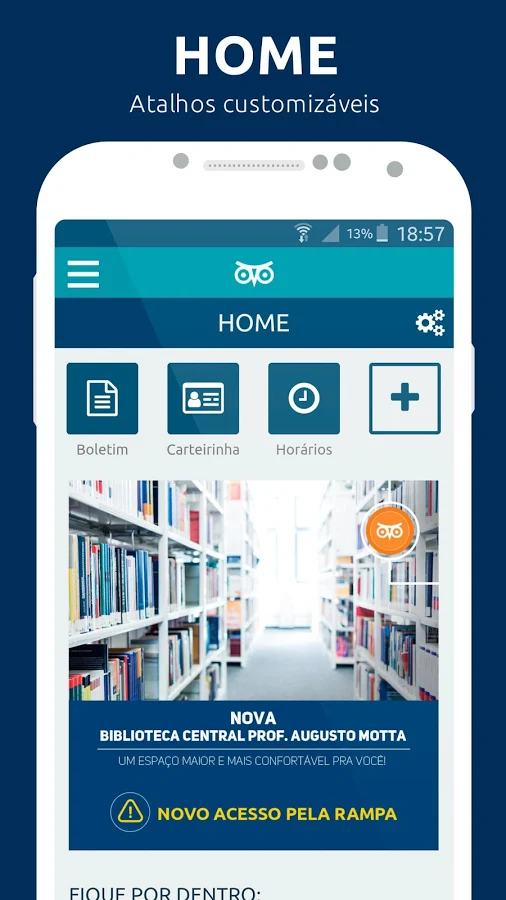 HOME
Atalhos customizáveis
13% 18:57
HOME
Boletim Carteirinha Horários
NOVA
BIBLIOTECA CENTRAL PROF. AUGUSTO MOTTA
UM ESPAÇO MAIOR E MAIS CONFORTÁVEL PRA VOCÊ!
NOVO ACESSO PELA RAMPA
FIQUE POR DENTRO: